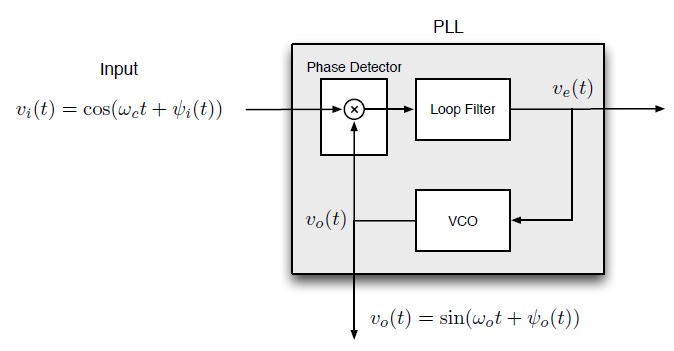 PLL
Input
Phase Detector
v_i(t) = cos(ω_c t + ψ_i(t))
×
Loop Filter
v_e(t)
v_o(t)
VCO
v_o(t) = sin(ω_o t + ψ_o(t))